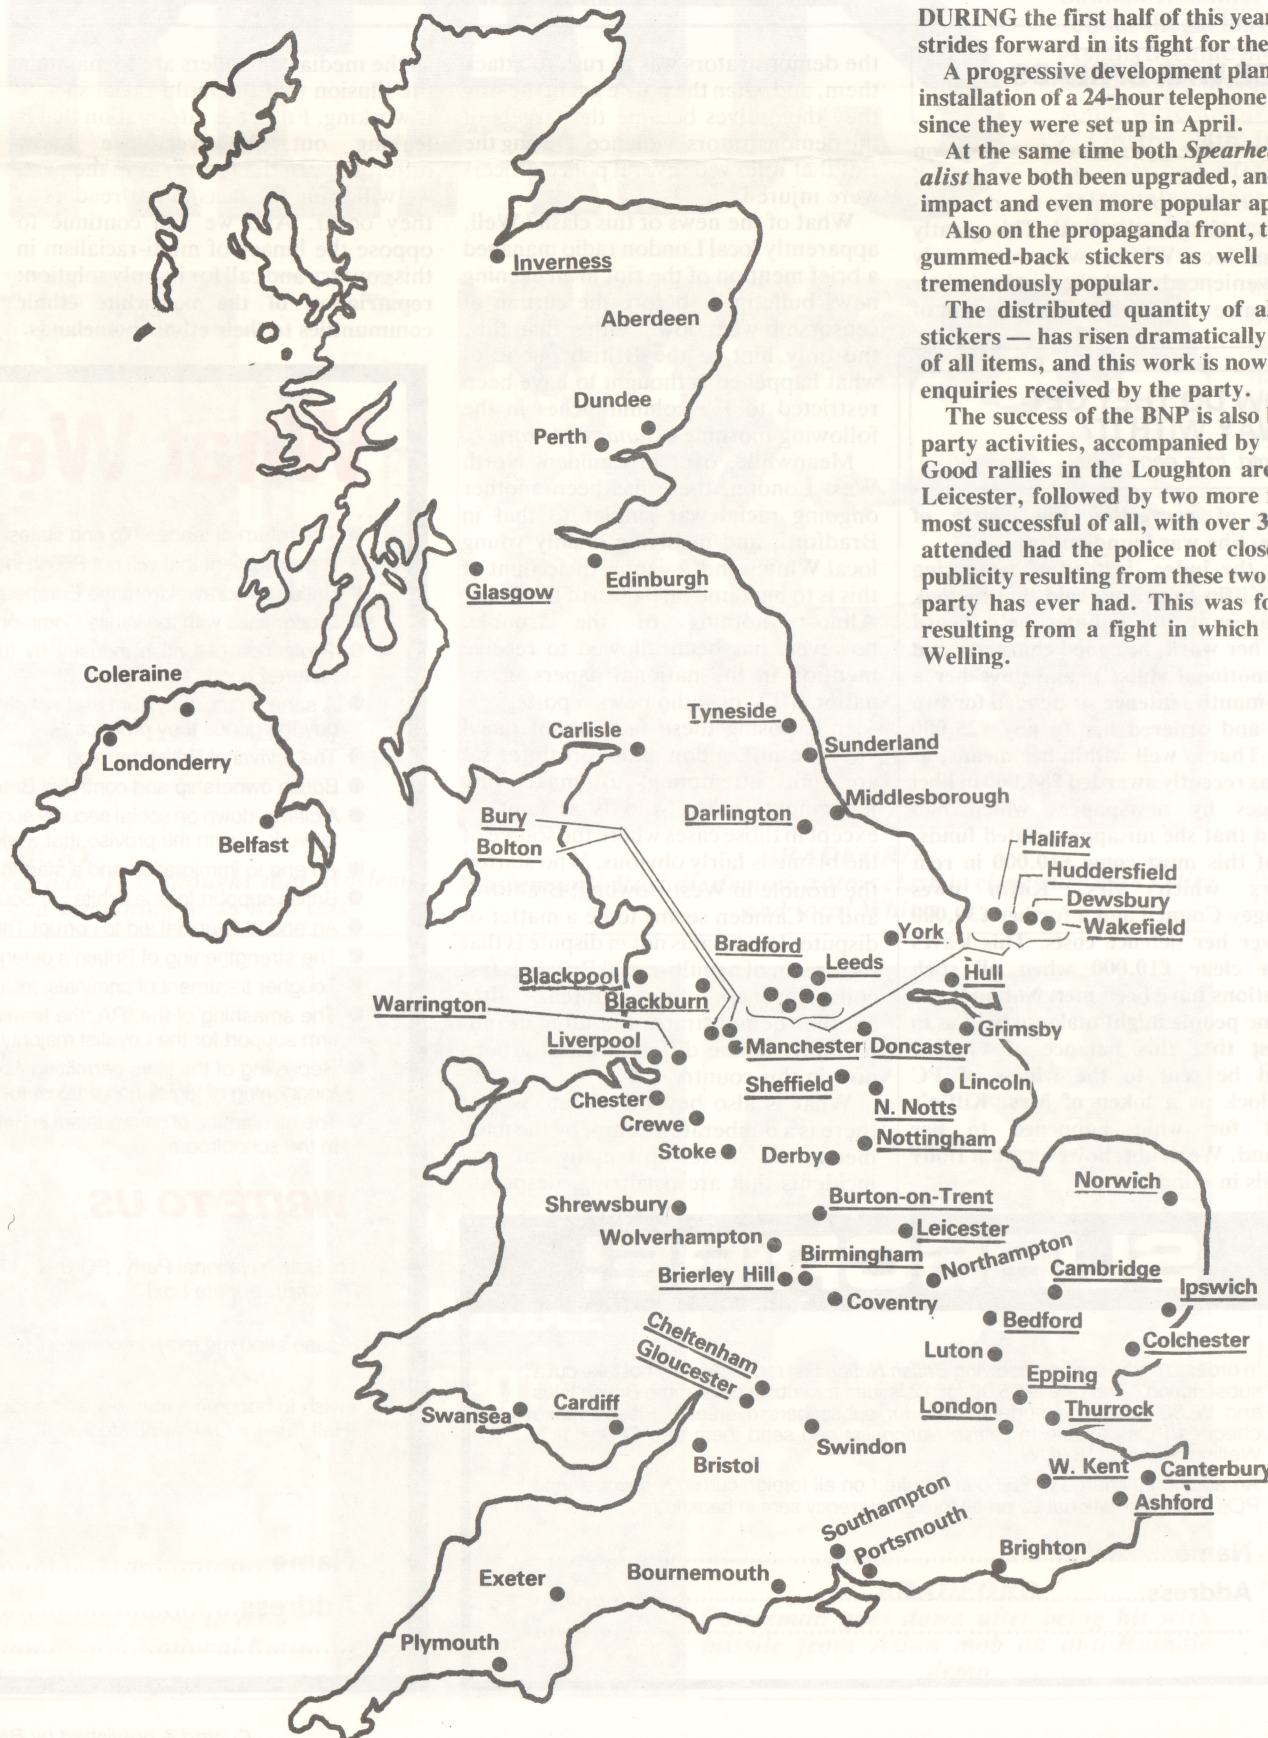 DURING the first half of this year
strides forward in its fight for the
A progressive development plan
installation of a 24-hour telephone
since they were set up in April.
At the same time both Spearhe
alist have both been upgraded, and
impact and even more popular ap
Also on the propaganda front, t
gummed-back stickers as well
tremendously popular.
The distributed quantity of al
stickers — has risen dramatically
of all items, and this work is now
enquiries received by the party.
The success of the BNP is also b
party activities, accompanied by
Good rallies in the Loughton are
Leicester, followed by two more
most successful of all, with over 3
attended had the police not close
publicity resulting from these two
party has ever had. This was fo
resulting from a fight in which
Welling.
Inverness
Aberdeen
Dundee
Perth
Edinburgh
Glasgow
Coleraine
Londonderry
Belfast
Tyneside
Carlisle
Sunderland
Middlesborough
Darlington
Bury
Bolton
Halifax
Huddersfield
Dewsbury
Wakefield
York
Bradford
Leeds
Hull
Blackpool
Blackburn
Warrington
Grimsby
Liverpool
Manchester
Doncaster
Sheffield
Lincoln
Chester
N. Notts
Crewe
Nottingham
Stoke
Derby
Norwich
Shrewsbury
Burton-on-Trent
Leicester
Wolverhampton
Birmingham
Northampton
Brierley Hill
Cambridge
Ipswich
Coventry
Bedford
Cheltenham
Gloucester
Luton
Colchester
Epping
Swansea
Cardiff
London
Thurrock
Swindon
Bristol
W. Kent
Canterbury
Ashford
Southampton
Portsmouth
Brighton
Bournemouth
Exeter
Plymouth